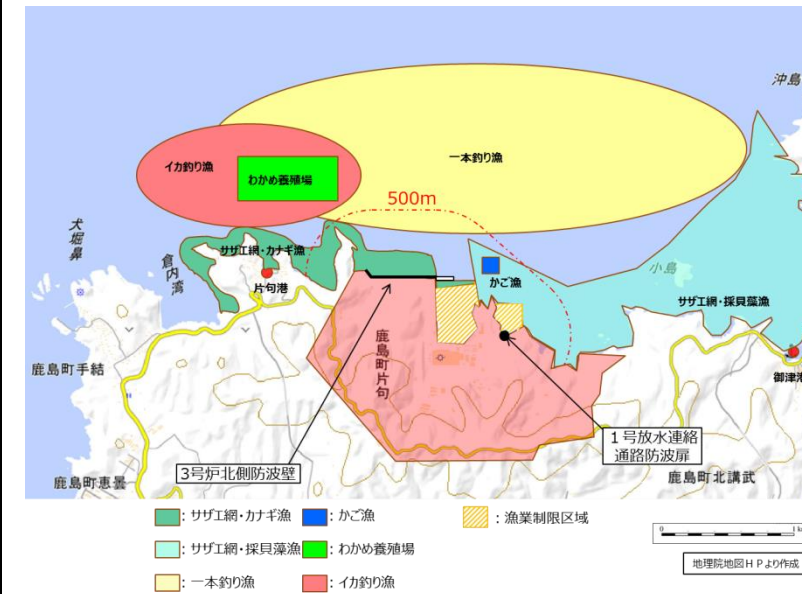 沖島
一本釣り漁
イカ釣り漁
わかめ養殖場
500m
犬堀鼻
倉内湾
サザエ網・カナギ漁
片句港
かご漁
小島
サザエ網・採貝藻漁
鹿島町片句
鹿島町手結
御津港
3号炉北側防波壁
1号放水連絡
通路防波扉
鹿島町恵曇
鹿島町北講武
：サザエ網・カナギ漁
：かご漁
：漁業制限区域
：サザエ網・採貝藻漁
：わかめ養殖場
：一本釣り漁
：イカ釣り漁
0 1 k
地理院地図HPより作成